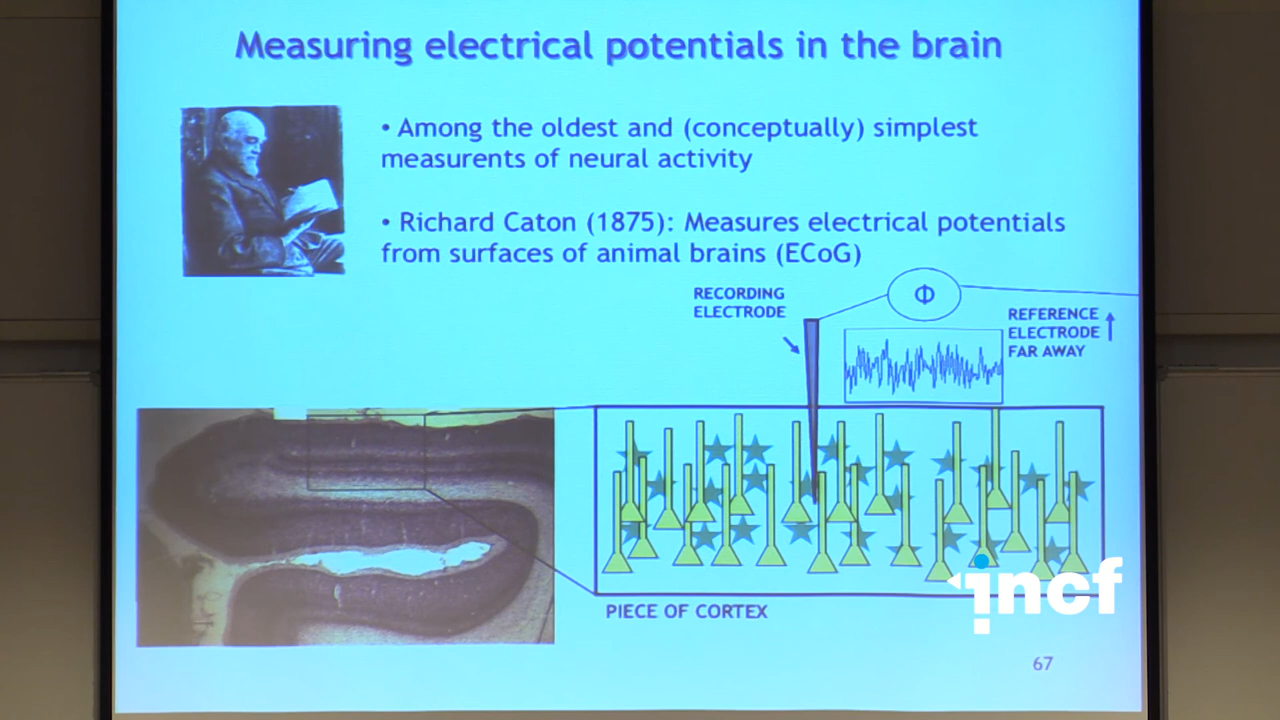 Measuring electrical potentials in the brain
• Among the oldest and (conceptually) simplest
measurents of neural activity
• Richard Caton (1875): Measures electrical potentials
from surfaces of animal brains (ECoG)
RECORDING
ELECTRODE
Φ
REFERENCE
ELECTRODE
FAR AWAY
PIECE OF CORTEX
incf
67